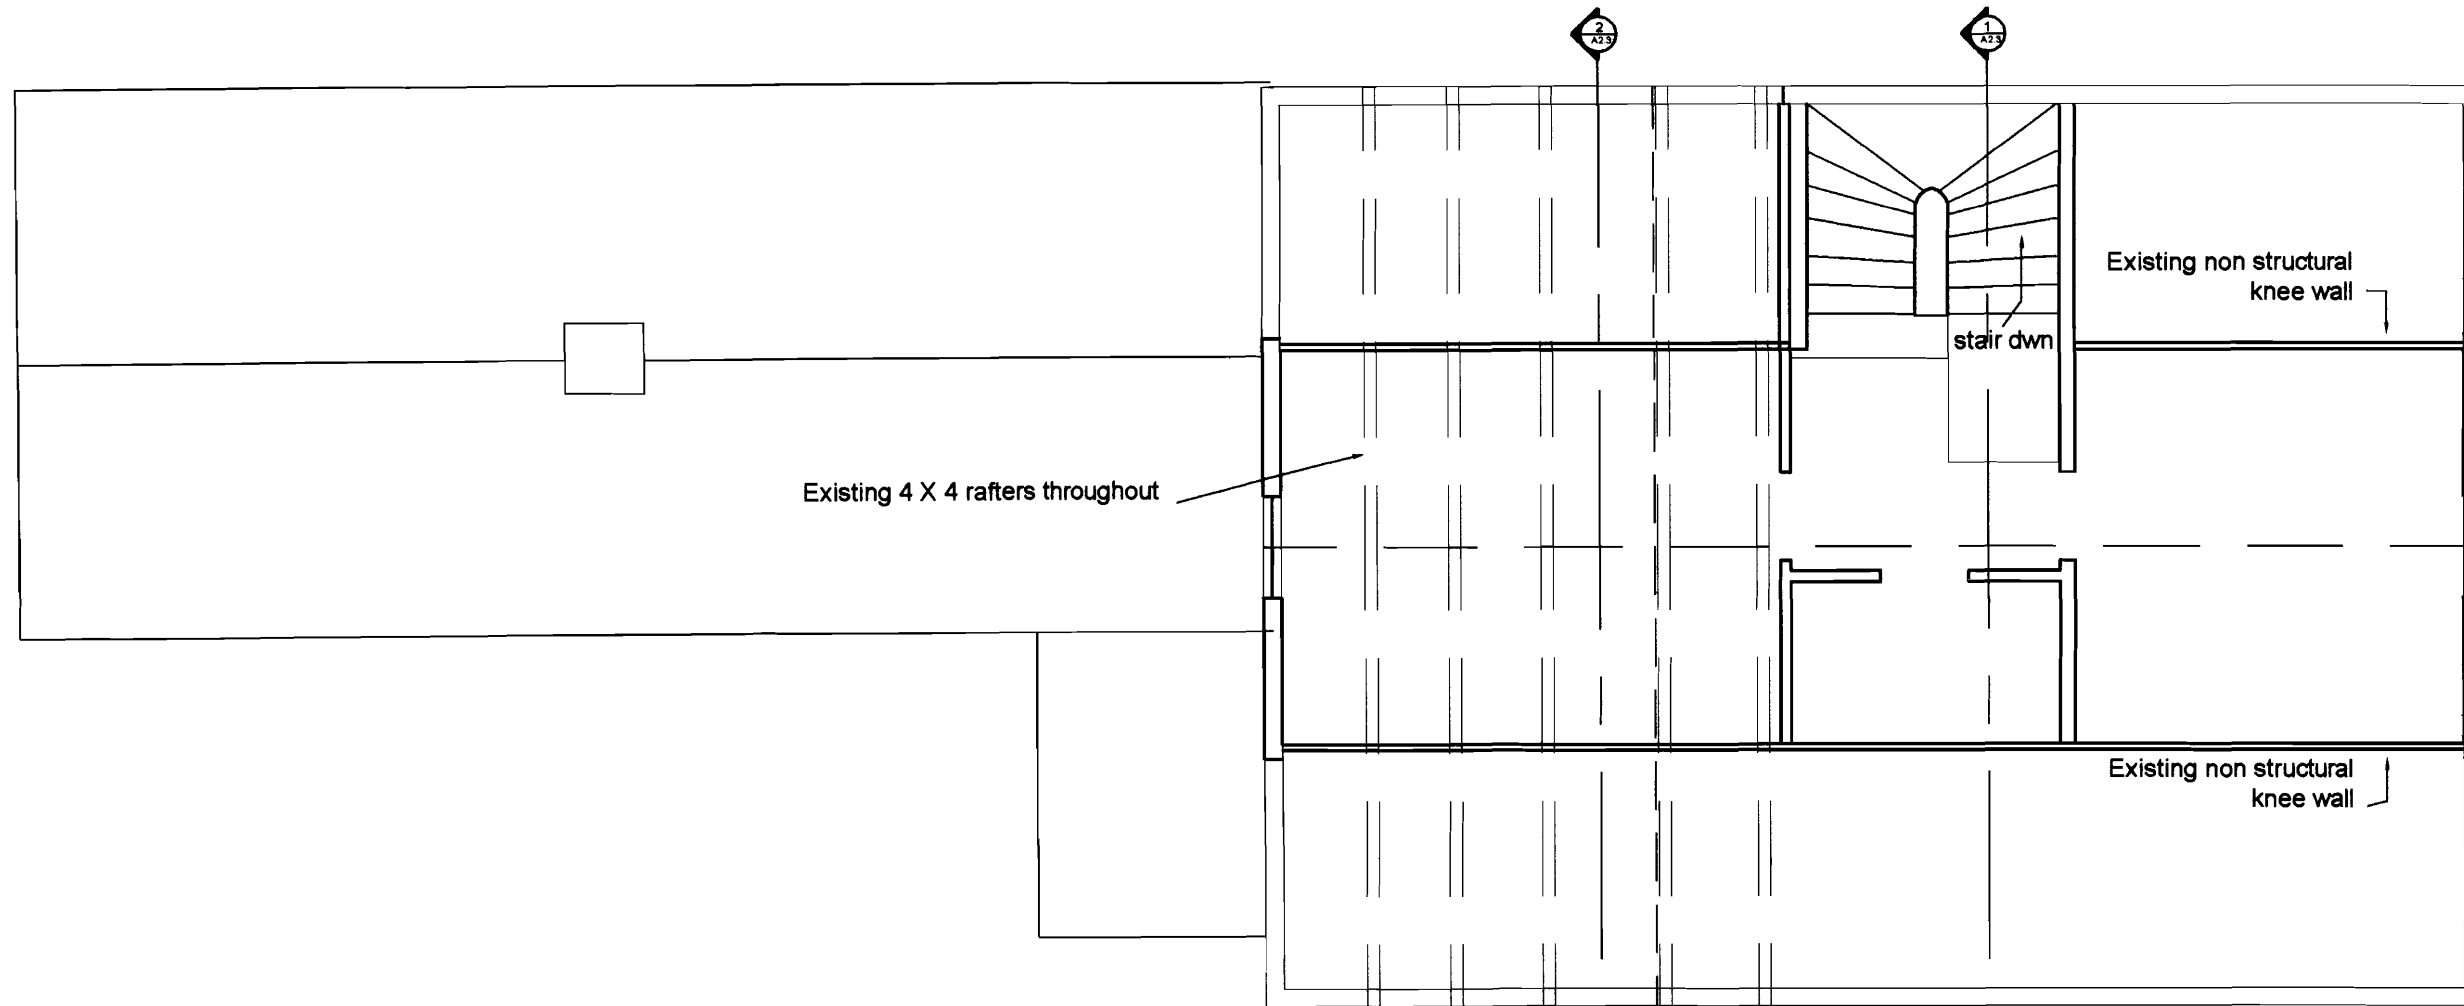 2
A2.3
1
A2.3
Existing non structural
knee wall
stair dwn
Existing 4 X 4 rafters throughout
Existing non structural
knee wall